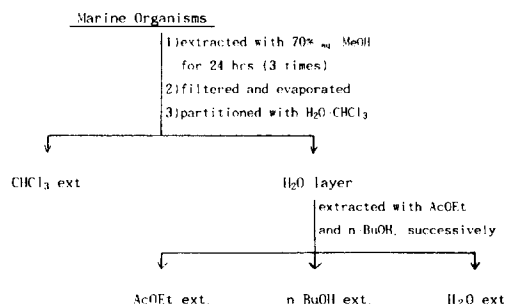 Marine Organisms
1)extracted with 70% aq MeOH
for 24 hrs (3 times)
2)filtered and evaporated
3)partitioned with H₂O-CHCl₃
CHCl₃ ext
H₂O layer
extracted with AcOEt
and n-BuOH, successively
AcOEt ext. n BuOH ext. H₂O ext